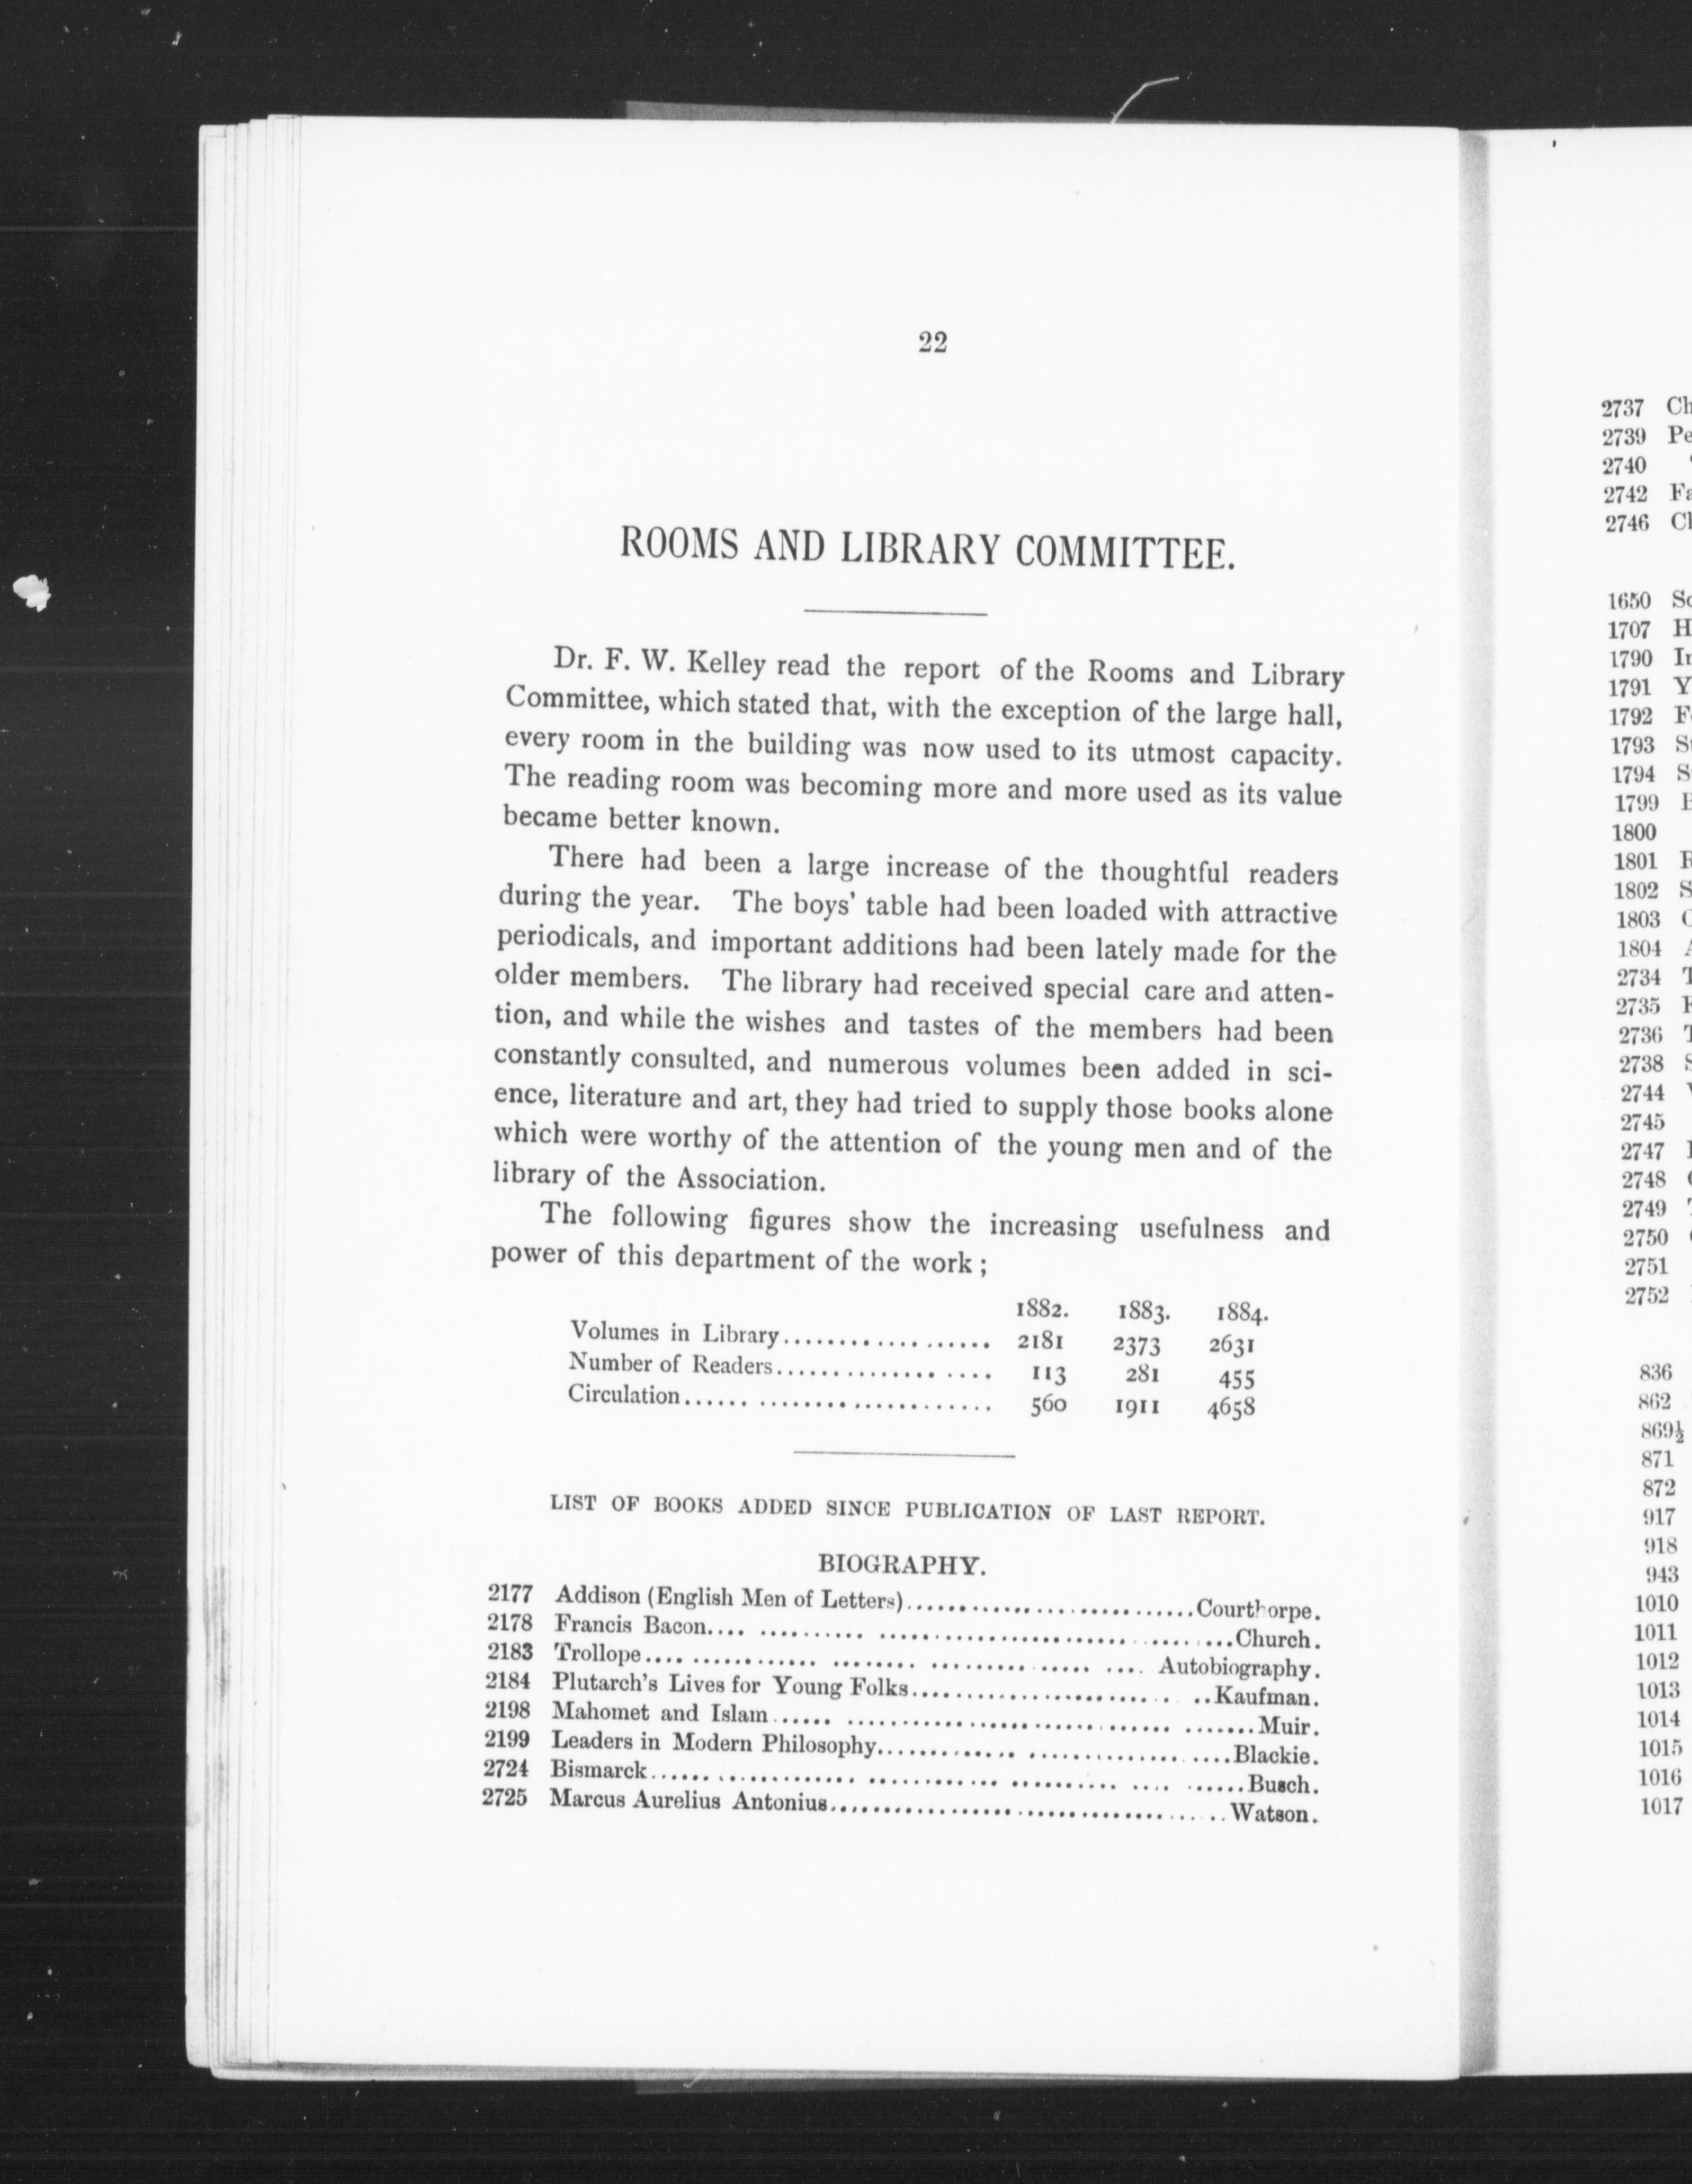 22
ROOMS AND LIBRARY COMMITTEE.
Dr. F. W. Kelley read the report of the Rooms and Library
Committee, which stated that, with the exception of the large hall,
every room in the building was now used to its utmost capacity.
The reading room was becoming more and more used as its value
became better known.
There had been a large increase of the thoughtful readers
during the year. The boys' table had been loaded with attractive
periodicals, and important additions had been lately made for the
older members. The library had received special care and atten-
tion, and while the wishes and tastes of the members had been
constantly consulted, and numerous volumes been added in sci-
ence, literature and art, they had tried to supply those books alone
which were worthy of the attention of the young men and of the
library of the Association.
The following figures show the increasing usefulness and
power of this department of the work;
1882. 1883. 1884.
Volumes in Library.................... 2181 2373 2631
Number of Readers.................... 113 281 455
Circulation.................... 560 1911 4658
LIST OF BOOKS ADDED SINCE PUBLICATION OF LAST REPORT.
BIOGRAPHY.
2177 Addison (English Men of Letters)....................Courthorpe.
2178 Francis Bacon....................Church.
2183 Trollope....................Autobiography.
2184 Plutarch's Lives for Young Folks....................Kaufman.
2198 Mahomet and Islam....................Muir.
2199 Leaders in Modern Philosophy....................Blackie.
2724 Bismarck....................Busch.
2725 Marcus Aurelius Antonius....................Watson.
2737
2739
2740
2742
2746
1650
1707
1790
1791
1792
1793
1794
1799
1800
1801
1802
1803
1804
2734
2735
2736
2738
2744
2745
2747
2748
2749
2750
2751
2752
836
862
869½
871
872
917
918
943
1010
1011
1012
1013
1014
1015
1016
1017